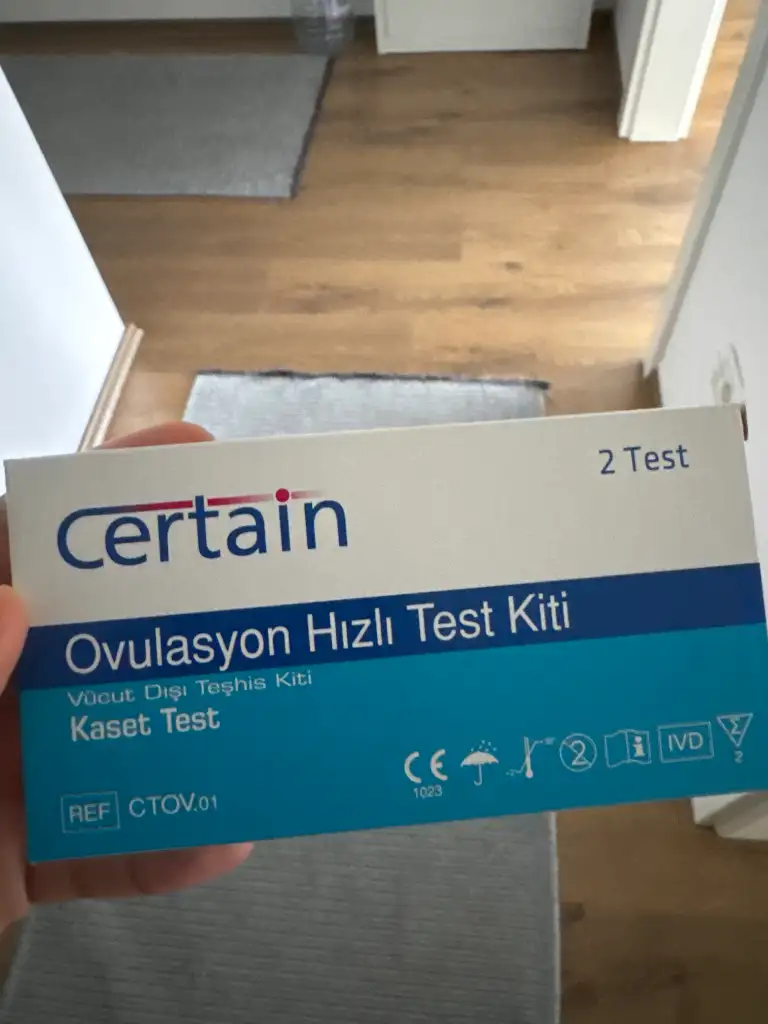 2 Test
Certain
Ovulasyon Hızlı Test Kiti
Vücut Dışı Teşhis Kiti
Kaset Test
REF CTOV.01
CE
1023
2
i
IVD
Σ
2